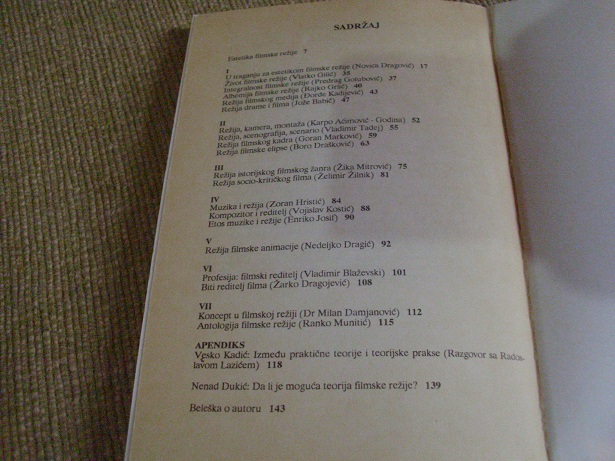 SADRŽAJ
Estetika filmske režije 7
I
U traganju za estetikom filmske režije (Novica Dragović) 17
Život filmske režije (Vlatko Gilić) 35
Integralnost filmske režije (Predrag Golubović) 37
Alhemija filmske režije (Rajko Grlić) 40
Režija filmskog medija (Đorđe Kadijević) 43
Režija drame i filma (Jože Babič) 47
II
Režija, kamera, montaža (Karpo Aćimović - Godina) 52
Režija, scenografija, scenario (Vladimir Tadej) 55
Režija filmskog kadra (Goran Marković) 59
Režija filmske elipse (Boro Drašković) 63
III
Režija istorijskog filmskog žanra (Žika Mitrović) 75
Režija socio-kritičkog filma (Želimir Žilnik) 81
IV
Muzika i režija (Zoran Hristić) 84
Kompozitor i reditelj (Vojislav Kostić) 88
Etos muzike i režije (Enriko Josif) 90
V
Režija filmske animacije (Nedeljko Dragić) 92
VI
Profesija: filmski reditelj (Vladimir Blaževski) 101
Biti reditelj filma (Žarko Dragojević) 108
VII
Koncept u filmskoj režiji (Dr Milan Damjanović) 112
Antologija filmske režije (Ranko Munitić) 115
APENDIKS
Vesko Kadić: Između praktične teorije i teorijske prakse (Razgovor sa Rados-
lavom Lazićem) 118
Nenad Dukić: Da li je moguća teorija filmske režije? 139
Beleška o autoru 143